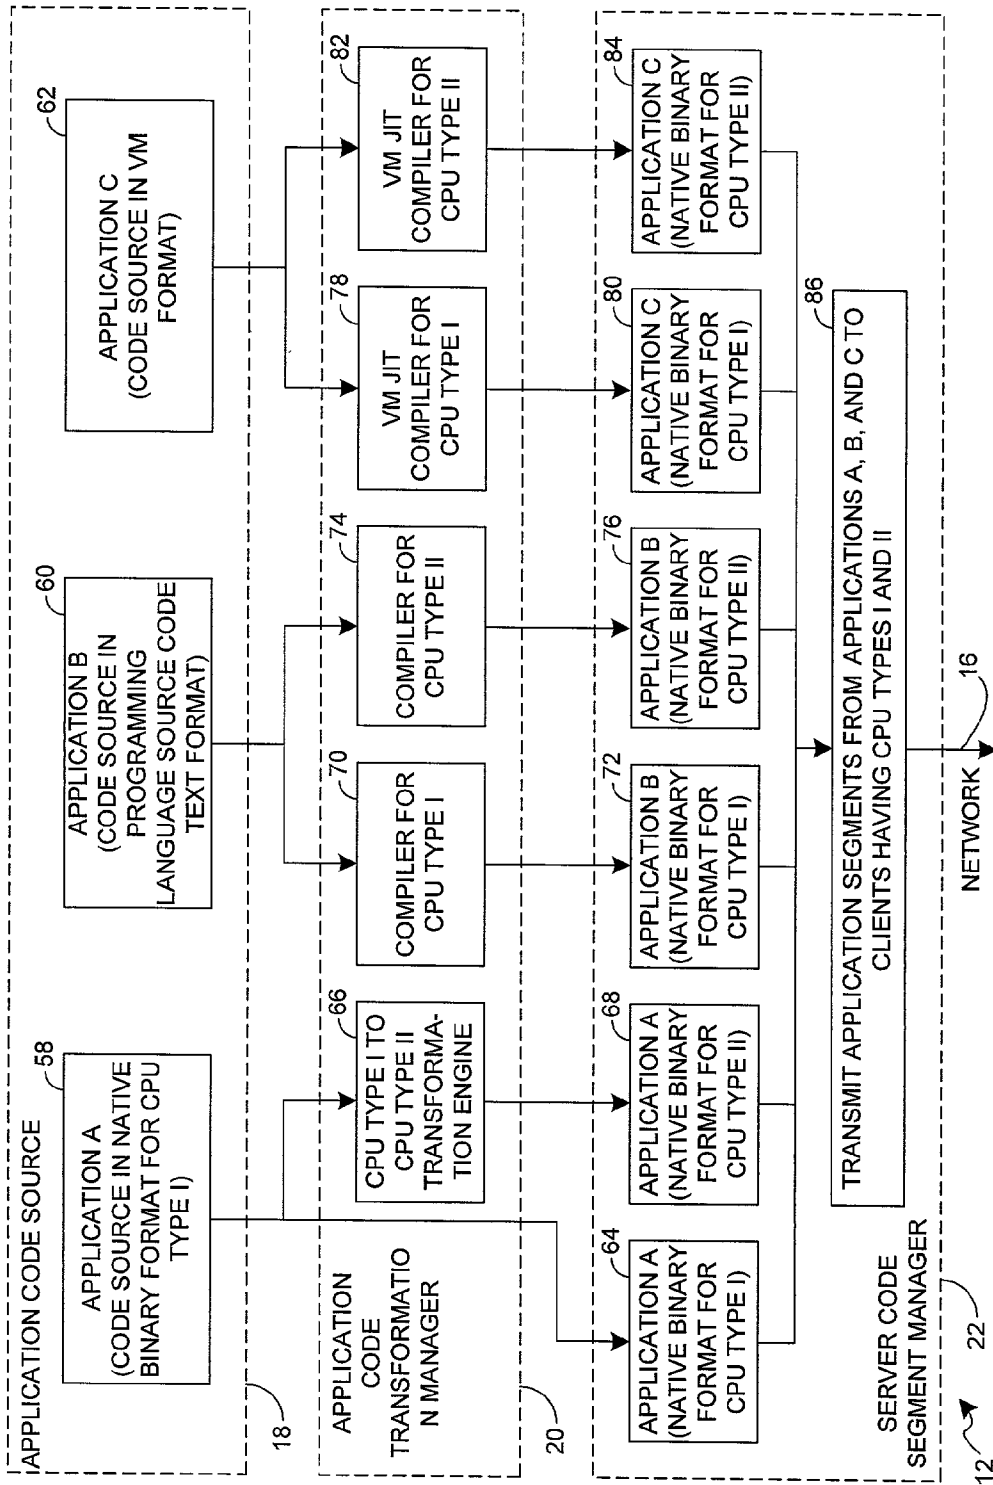 APPLICATION CODE SOURCE
58
APPLICATION A
(CODE SOURCE IN NATIVE
BINARY FORMAT FOR CPU
TYPE I)
60
APPLICATION B
(CODE SOURCE IN
PROGRAMMING
LANGUAGE SOURCE CODE
TEXT FORMAT)
62
APPLICATION C
(CODE SOURCE IN VM
FORMAT)
18
APPLICATION
CODE
TRANSFORMATIO
N MANAGER
66
CPU TYPE I TO
CPU TYPE II
TRANSFORMA-
TION ENGINE
70
COMPILER FOR
CPU TYPE I
74
COMPILER FOR
CPU TYPE II
78
VM JIT
COMPILER FOR
CPU TYPE I
82
VM JIT
COMPILER FOR
CPU TYPE II
20
64
APPLICATION A
(NATIVE BINARY
FORMAT FOR
CPU TYPE I)
68
APPLICATION A
(NATIVE BINARY
FORMAT FOR
CPU TYPE II)
72
APPLICATION B
(NATIVE BINARY
FORMAT FOR
CPU TYPE I)
76
APPLICATION B
(NATIVE BINARY
FORMAT FOR
CPU TYPE II)
80
APPLICATION C
(NATIVE BINARY
FORMAT FOR
CPU TYPE I)
84
APPLICATION C
(NATIVE BINARY
FORMAT FOR
CPU TYPE II)
86
TRANSMIT APPLICATION SEGMENTS FROM APPLICATIONS A, B, AND C TO
CLIENTS HAVING CPU TYPES I AND II
SERVER CODE
SEGMENT MANAGER
22
NETWORK
16
12